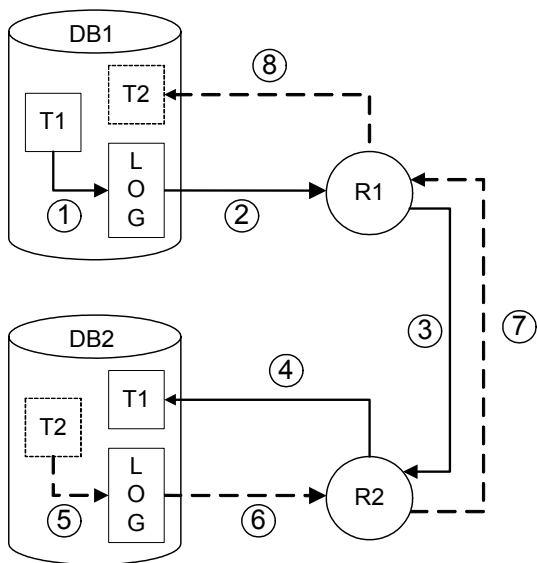 DB1
T2
⑧
T1
L
O
G
R1
①
②
③
⑦
DB2
④
T1
T2
L
O
G
R2
⑤
⑥